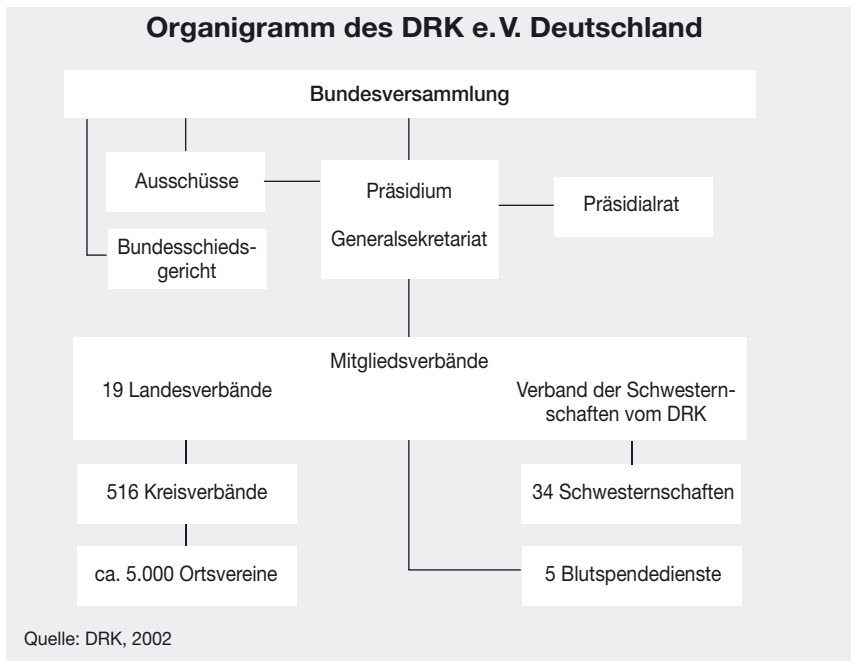 Organigramm des DRK e.V. Deutschland
Bundesversammlung
Ausschüsse
Präsidium
Präsidialrat
Generalsekretariat
Bundesschieds-
gericht
Mitgliedsverbände
19 Landesverbände
Verband der Schwestern-
schaften vom DRK
516 Kreisverbände
34 Schwesternschaften
ca. 5.000 Ortsvereine
5 Blutspendedienste
Quelle: DRK, 2002